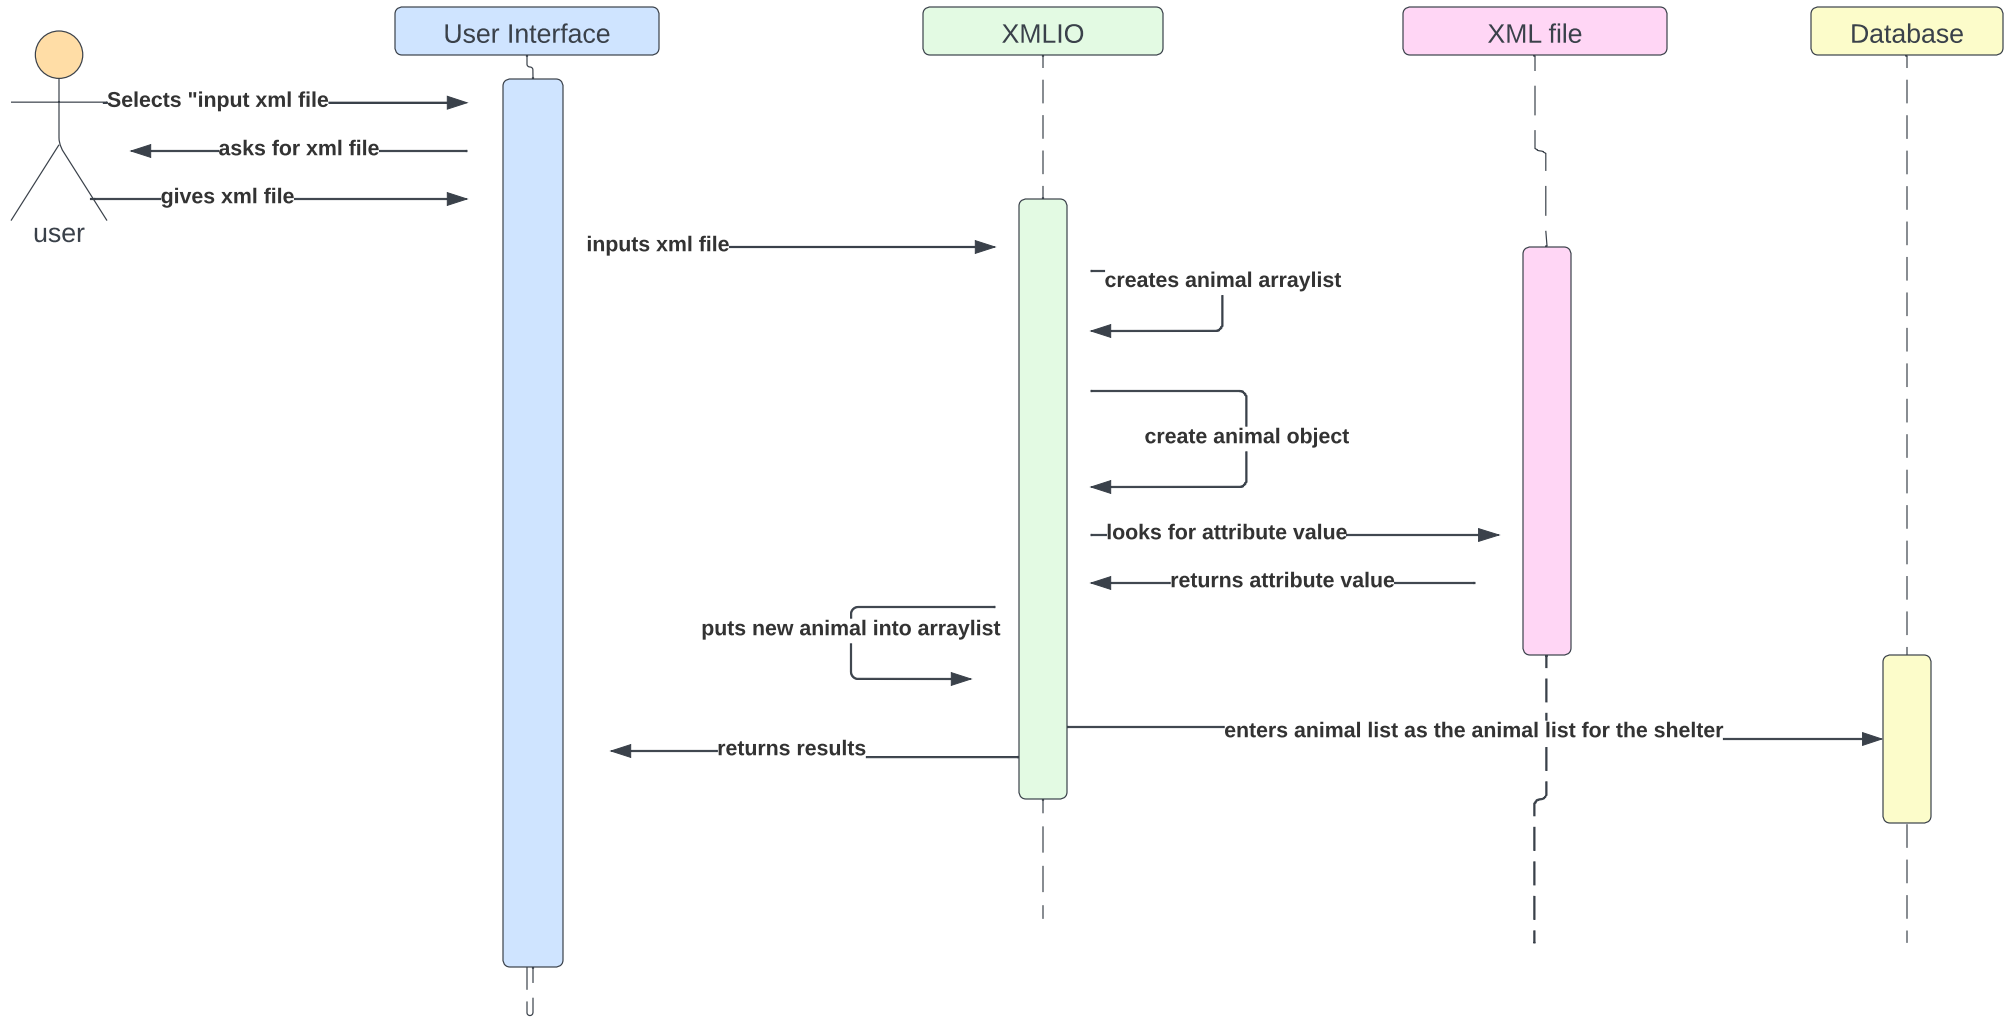 User Interface
XMLIO
XML file
Database
Selects "input xml file
asks for xml file
gives xml file
user
inputs xml file
creates animal arraylist
create animal object
looks for attribute value
returns attribute value
puts new animal into arraylist
enters animal list as the animal list for the shelter
returns results